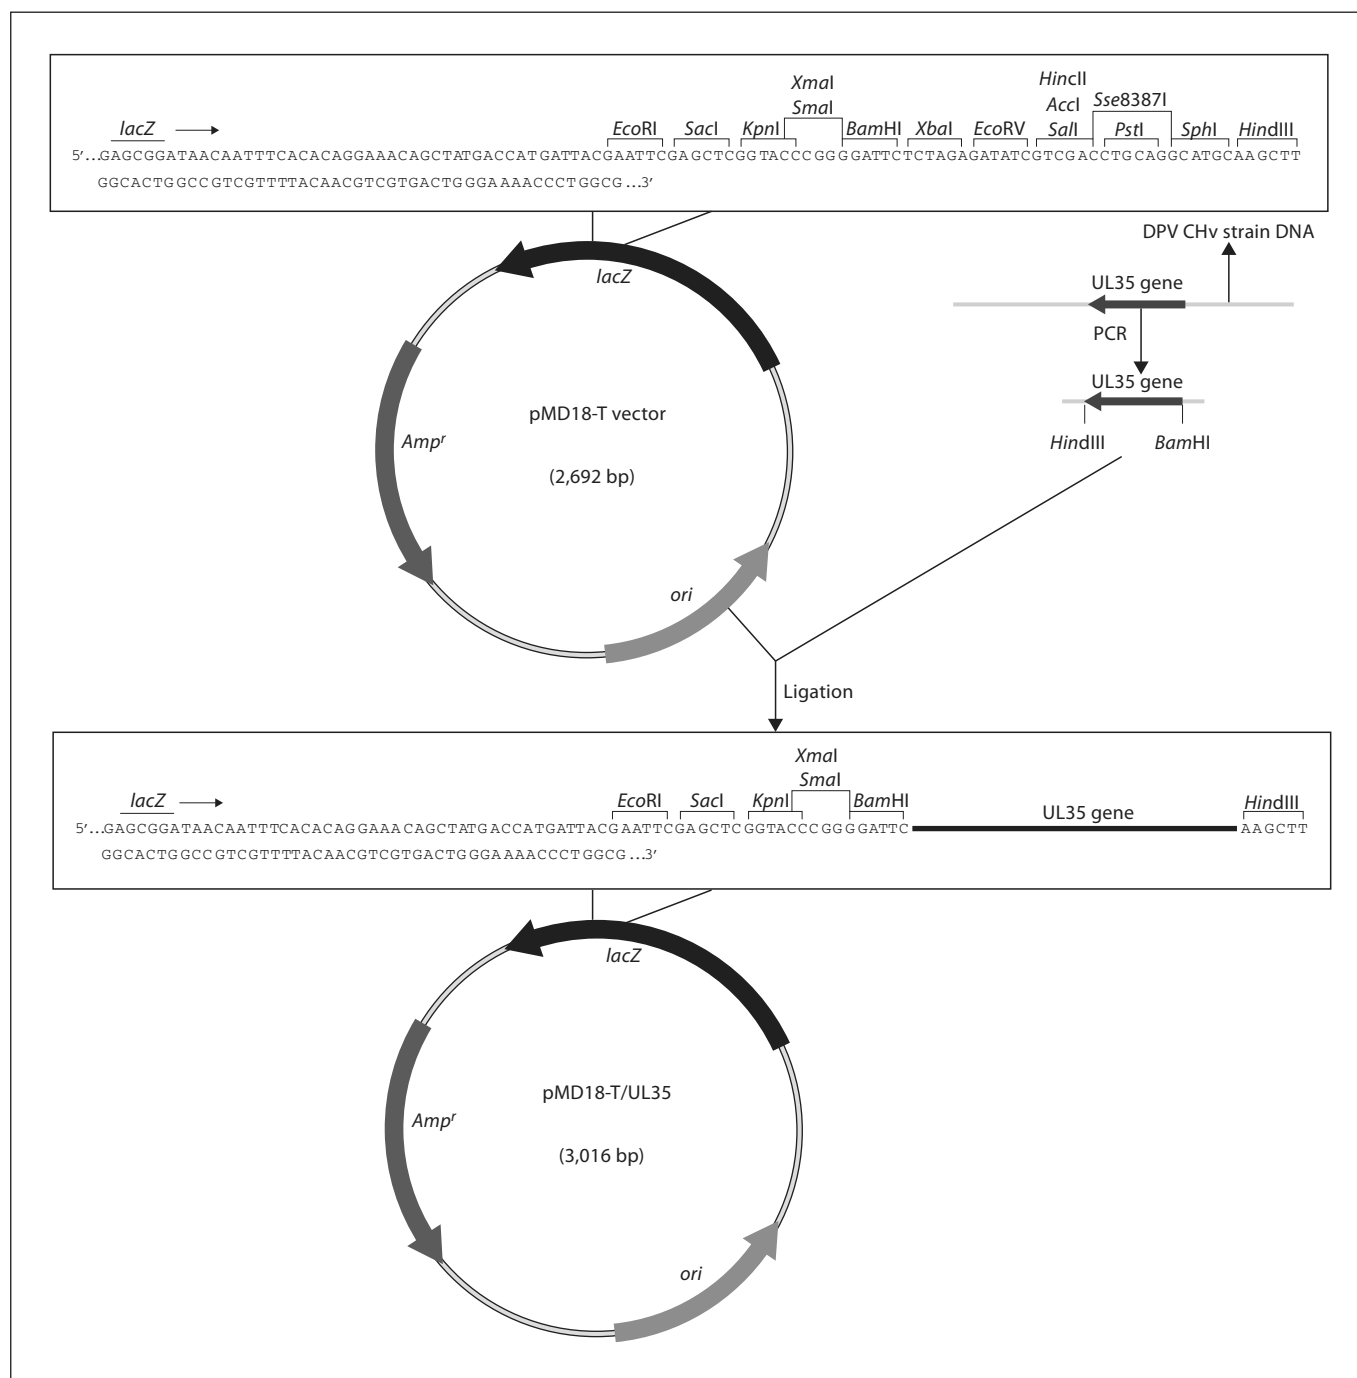 HincII
XmaI
AccI
Sse8387I
SmaI
lacZ
EcoRI SacI KpnI BamHI XbaI EcoRV SalI PstI SphI HindIII
5′...GAGCGGATAACAATTTCACACAGGAAACAGCTATGACCATGATTACGAATTCGAGCTCGGTACCCGGGGATTCTCTAGAGATATCGTCGACCTGCAGGCATGCAAGCTT
GGCACTGGCCGTCGTTTTACAACGTCGTGACTGGGAAAACCCTGGCG...3′
DPV CHv strain DNA
lacZ
UL35 gene
PCR
UL35 gene
pMD18-T vector
Ampr
HindIII BamHI
(2,692 bp)
ori
Ligation
XmaI
SmaI
lacZ
EcoRI SacI KpnI BamHI UL35 gene HindIII
5′...GAGCGGATAACAATTTCACACAGGAAACAGCTATGACCATGATTACGAATTCGAGCTCGGTACCCGGGGATTC AAGCTT
GGCACTGGCCGTCGTTTTACAACGTCGTGACTGGGAAAACCCTGGCG...3′
lacZ
pMD18-T/UL35
Ampr
(3,016 bp)
ori